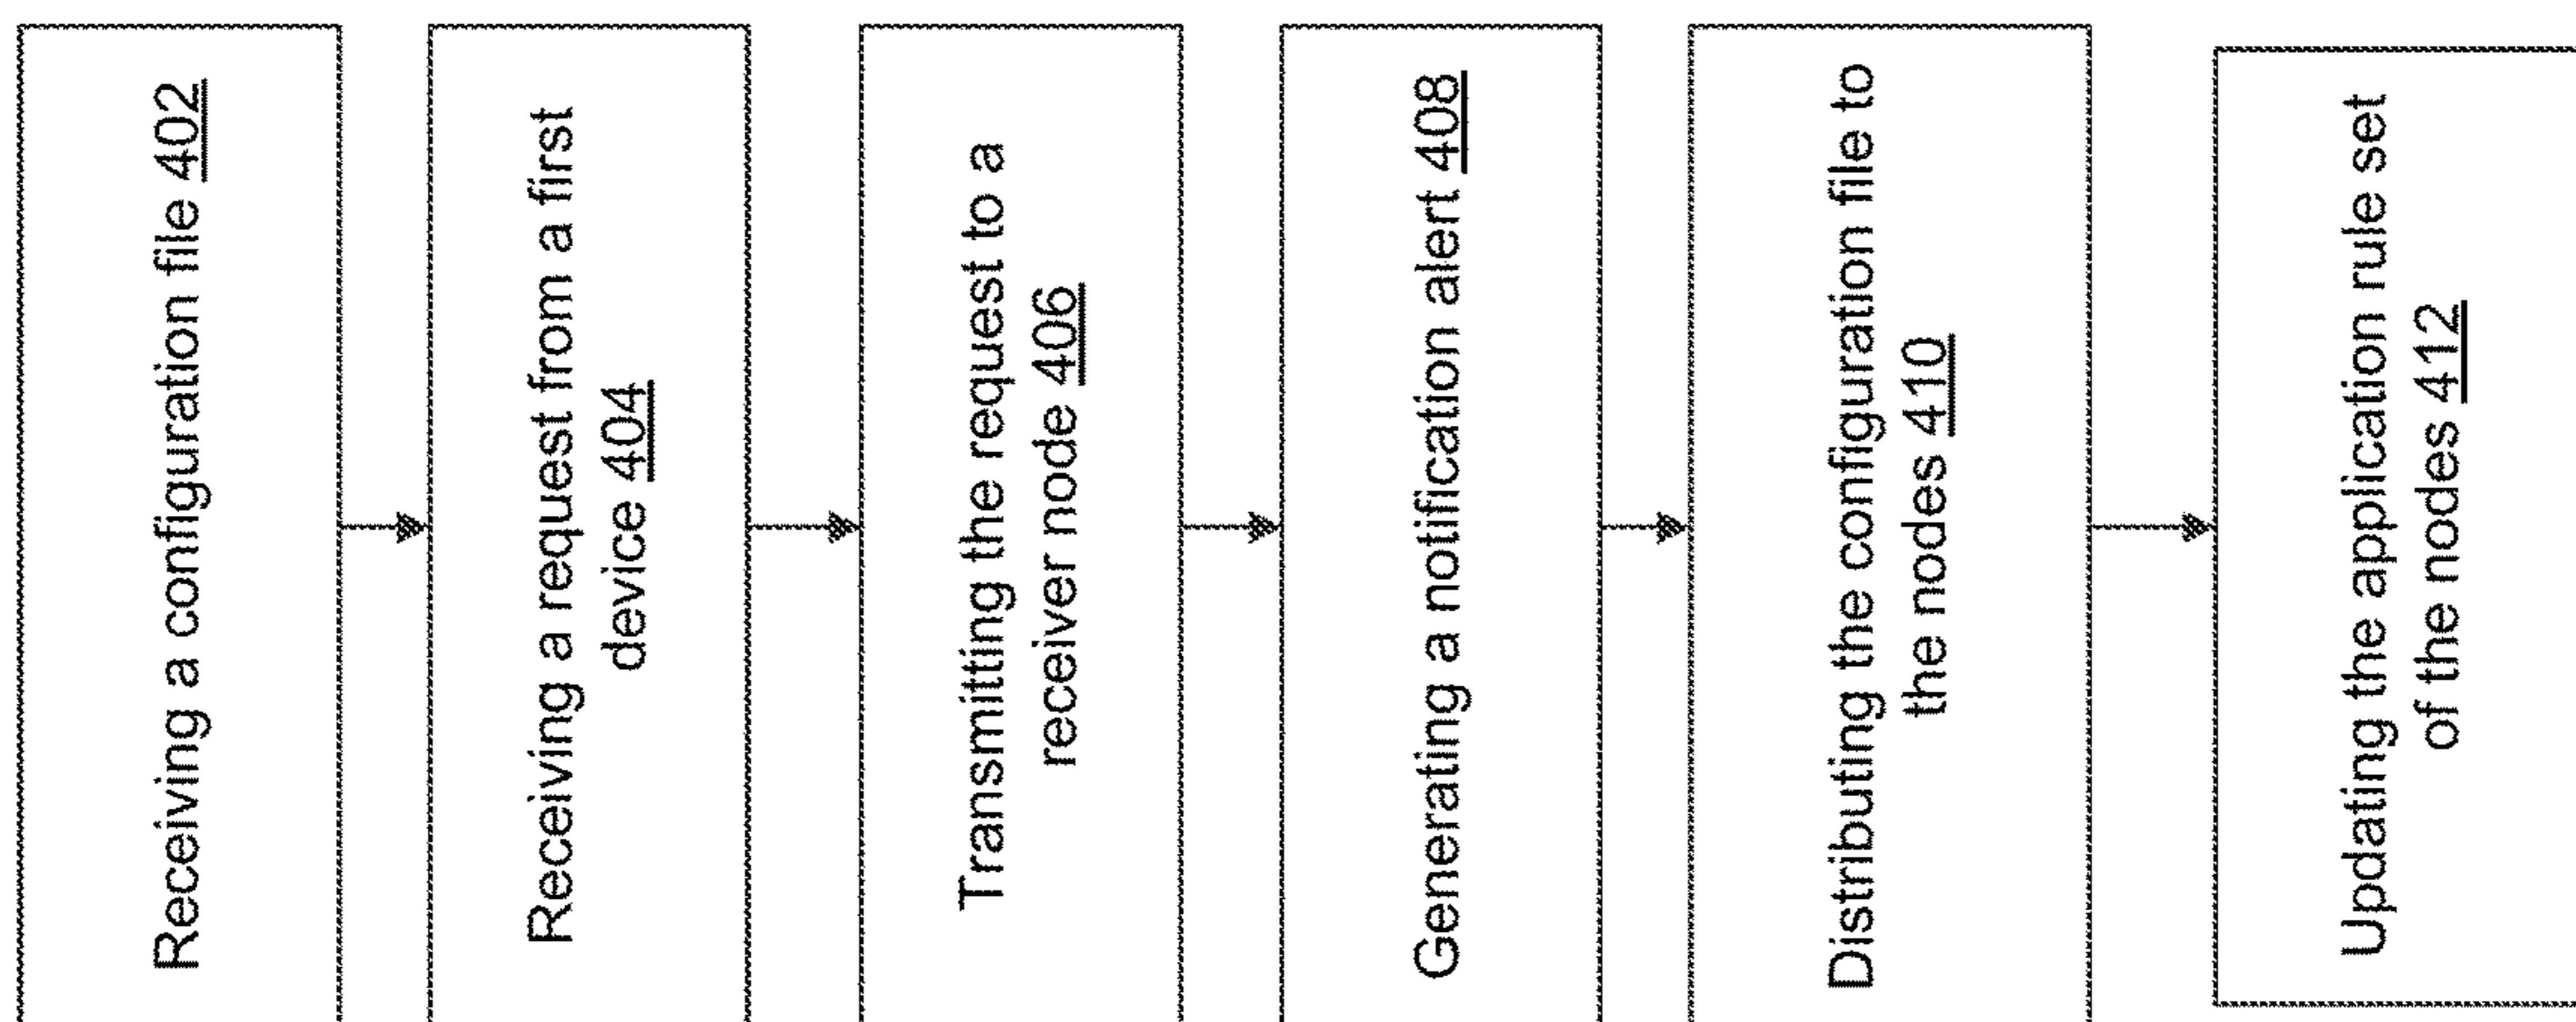 Receiving a configuration file 402
Receiving a request from a first
device 404
Transmitting the request to a
receiver node 406
Generating a notification alert 408
Distributing the configuration file to
the nodes 410
Updating the application rule set
of the nodes 412